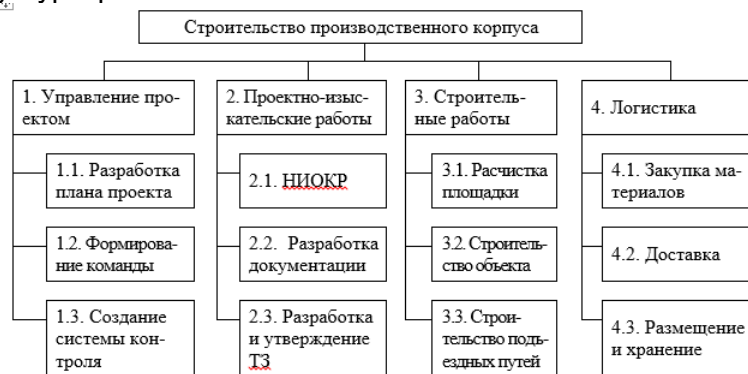 Строительство производственного корпуса
1. Управление про-
ектом
2. Проектно-изыс-
кательские работы
3. Строитель-
ные работы
4. Логистика
1.1. Разработка
плана проекта
2.1. НИОКР
3.1. Расчистка
площадки
4.1. Закупка ма-
териалов
1.2. Формирова-
ние команды
2.2. Разработка
документации
3.2. Строитель-
ство объекта
4.2. Доставка
1.3. Создание
системы кон-
троля
2.3. Разработка
и утверждение
ТЗ
3.3. Строи-
тельство подъ-
ездных путей
4.3. Размещение
и хранение